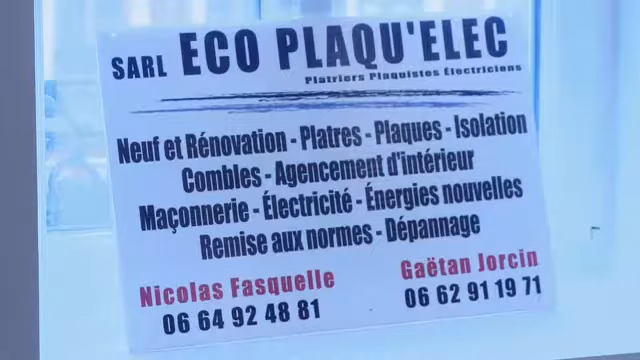 SARL ECO PLAQU'ELEC
Platriers Plaquistes Électriciens
Neuf et Rénovation - Platres - Plaques - Isolation
Combles - Agencement d'intérieur
Maçonnerie - Électricité - Énergies nouvelles
Remise aux normes - Dépannage
Nicolas Fasquelle
06 64 92 48 81
Gaëtan Jorcin
06 62 91 19 71